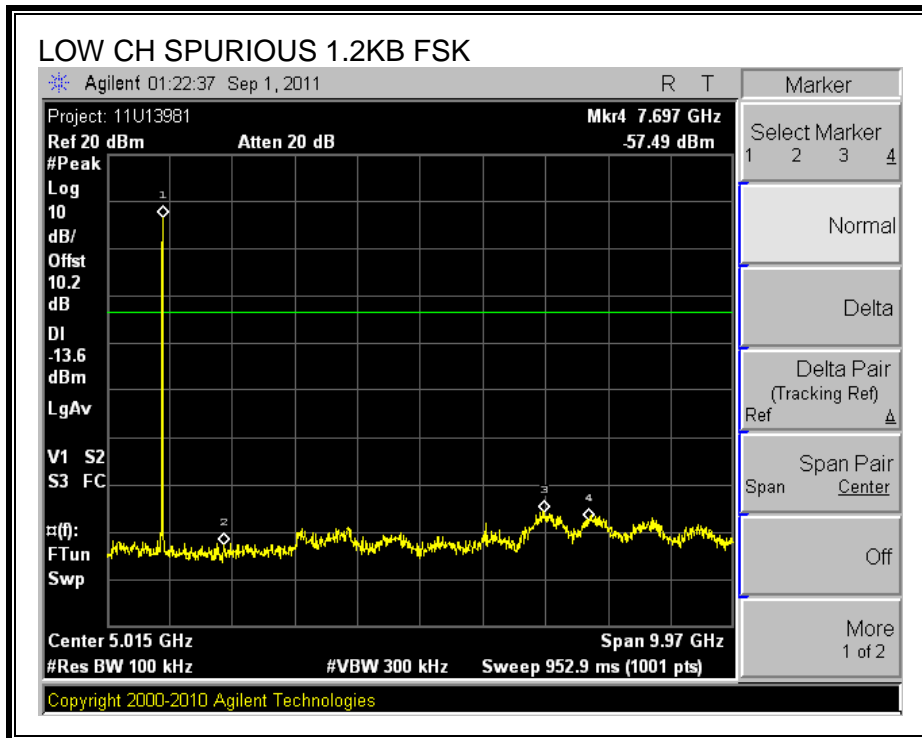 LOW CH SPURIOUS 1.2KB FSK
Agilent 01:22:37 Sep 1, 2011 R T
Project: 11U13981 Mkr4 7.697 GHz
Ref 20 dBm Atten 20 dB -57.49 dBm
#Peak
Log
10
dB/
Offst
10.2
dB
DI
-13.6
dBm
LgAv
V1 S2
S3 FC
¤(f):
FTun
Swp
1
2
3
4
Center 5.015 GHz Span 9.97 GHz
#Res BW 100 kHz #VBW 300 kHz Sweep 952.9 ms (1001 pts)
Copyright 2000-2010 Agilent Technologies
Marker
Select Marker
1 2 3 4
Normal
Delta
Delta Pair
(Tracking Ref)
Ref Δ
Span Pair
Span Center
Off
More
1 of 2